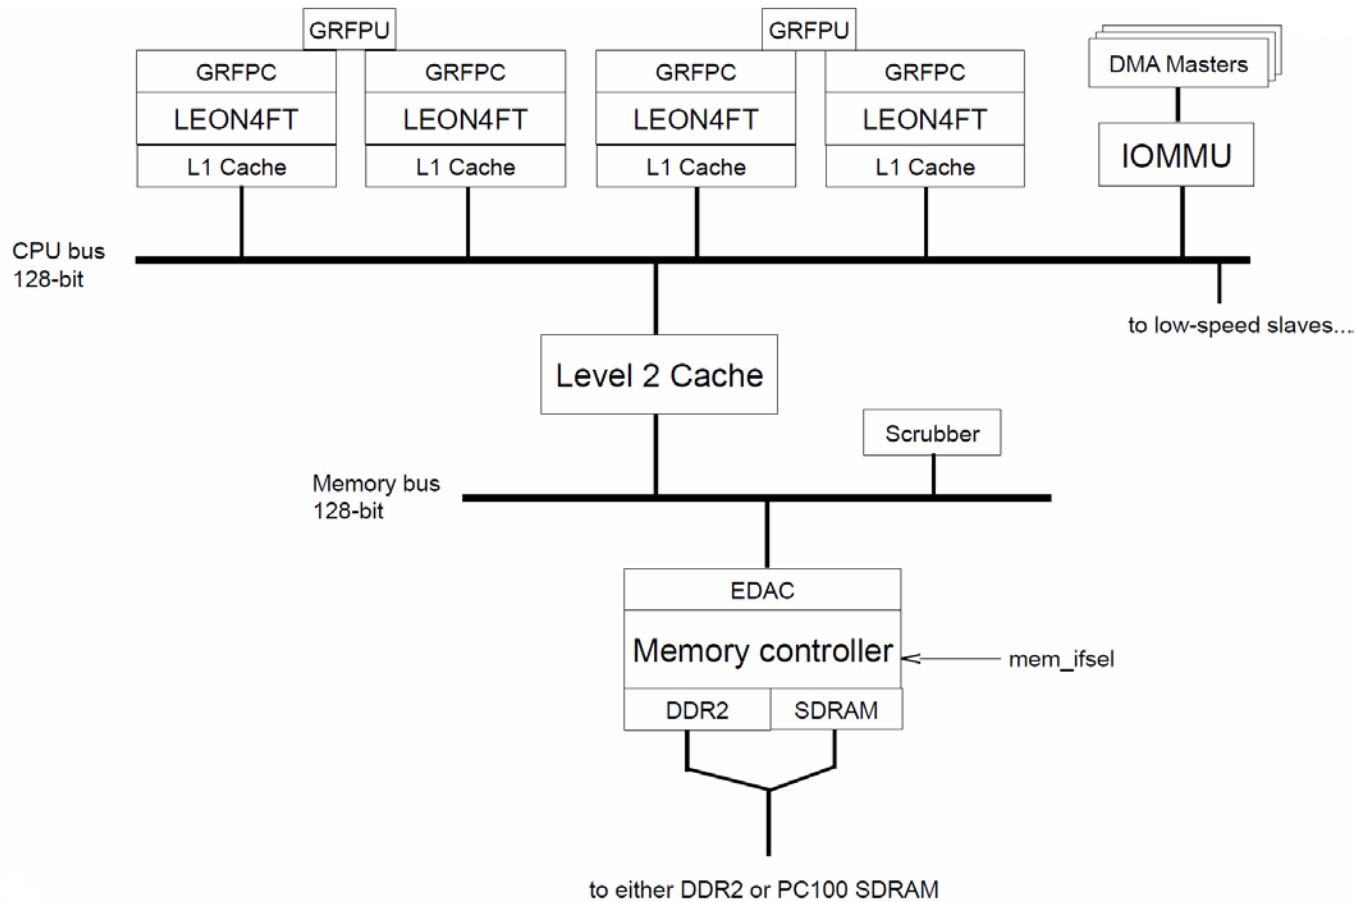 GRFPU
GRFPU
GRFPC
GRFPC
GRFPC
GRFPC
DMA Masters
LEON4FT
LEON4FT
LEON4FT
LEON4FT
IOMMU
L1 Cache
L1 Cache
L1 Cache
L1 Cache
CPU bus
128-bit
to low-speed slaves....
Level 2 Cache
Scrubber
Memory bus
128-bit
EDAC
Memory controller
mem_ifsel
DDR2
SDRAM
to either DDR2 or PC100 SDRAM